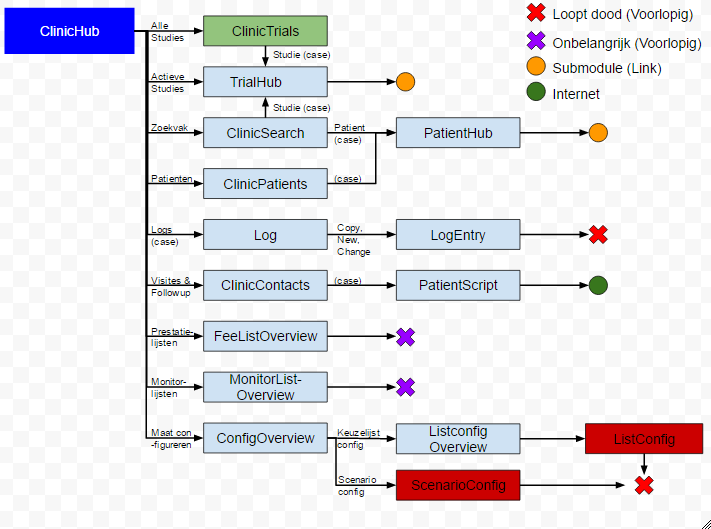 ClinicHub
Alle
Studies
ClinicTrials
Loopt dood (Voorlopig)
Onbelangrijk (Voorlopig)
Submodule (Link)
Internet
Studie (case)
Actieve
Studies
TrialHub
Studie (case)
Zoekvak
ClinicSearch
Patient
(case)
PatientHub
Patienten
ClinicPatients
(case)
Logs
(case)
Log
Copy,
New,
Change
LogEntry
Visites &
Followup
ClinicContacts
(case)
PatientScript
Prestatie-
lijsten
FeeListOverview
Monitor-
lijsten
MonitorList-
Overview
Maat con
-figureren
ConfigOverview
Keuzelijst
config
Listconfig
Overview
ListConfig
Scenario
config
ScenarioConfig